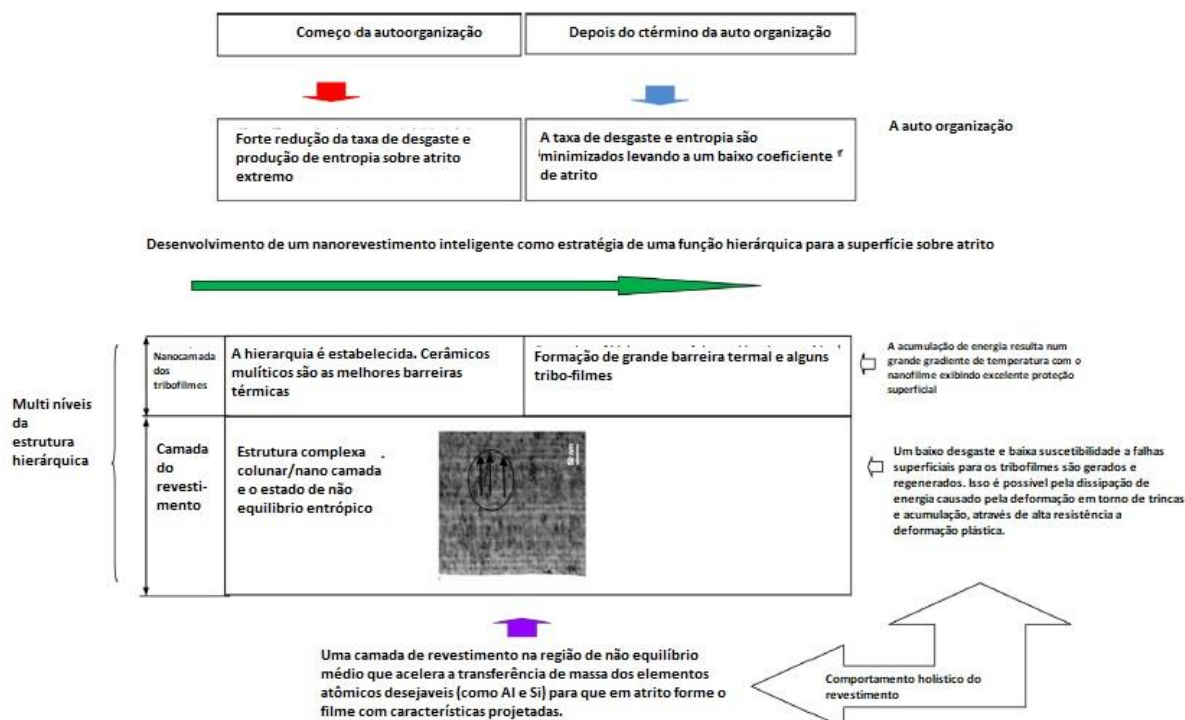 Começo da autoorganização
Depois do ctérmino da auto organização
Forte redução da taxa de desgaste e
produção de entropia sobre atrito
extremo
A taxa de desgaste e entropia são
minimizados levando a um baixo coeficiente
de atrito
A auto organização
Desenvolvimento de um nanorevestimento inteligente como estratégia de uma função hierárquica para a superfície sobre atrito
Multi níveis
da
estrutura
hierárquica
Nanocamada
dos
tribofilmes
A hierarquia é estabelecida. Cerâmicos
mulíticos são as melhores barreiras
térmicas
Formação de grande barreira termal e alguns
tribo-filmes
A acumulação de energia resulta num
grande gradiente de temperatura com o
nanofilme exibindo excelente proteção
superficial
Camada
do
revesti-
mento
Estrutura complexa
colunar/nano camada
e o estado de não
equilibrio entrópico
50 nm
Um baixo desgaste e baixa suscetibilidade a falhas
superficiais para os tribofilmes são gerados e
regenerados. Isso é possivel pela dissipação de
energia causado pela deformação em torno de trincas
e acumulação, através de alta resistência a
deformação plástica.
Uma camada de revestimento na região de não equilíbrio
médio que acelera a transferência de massa dos elementos
atômicos desejaveis (como Al e Si) para que em atrito forme o
filme com características projetadas.
Comportamento holístico do
revestimento